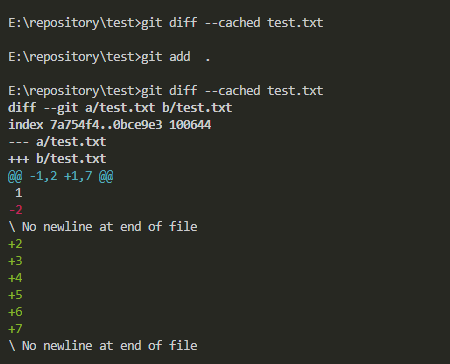 E:\repository\test>git diff --cached test.txt
E:\repository\test>git add  .
E:\repository\test>git diff --cached test.txt
diff --git a/test.txt b/test.txt
index 7a754f4..0bce9e3 100644
--- a/test.txt
+++ b/test.txt
@@ -1,2 +1,7 @@
 1
-2
\ No newline at end of file
+2
+3
+4
+5
+6
+7
\ No newline at end of file